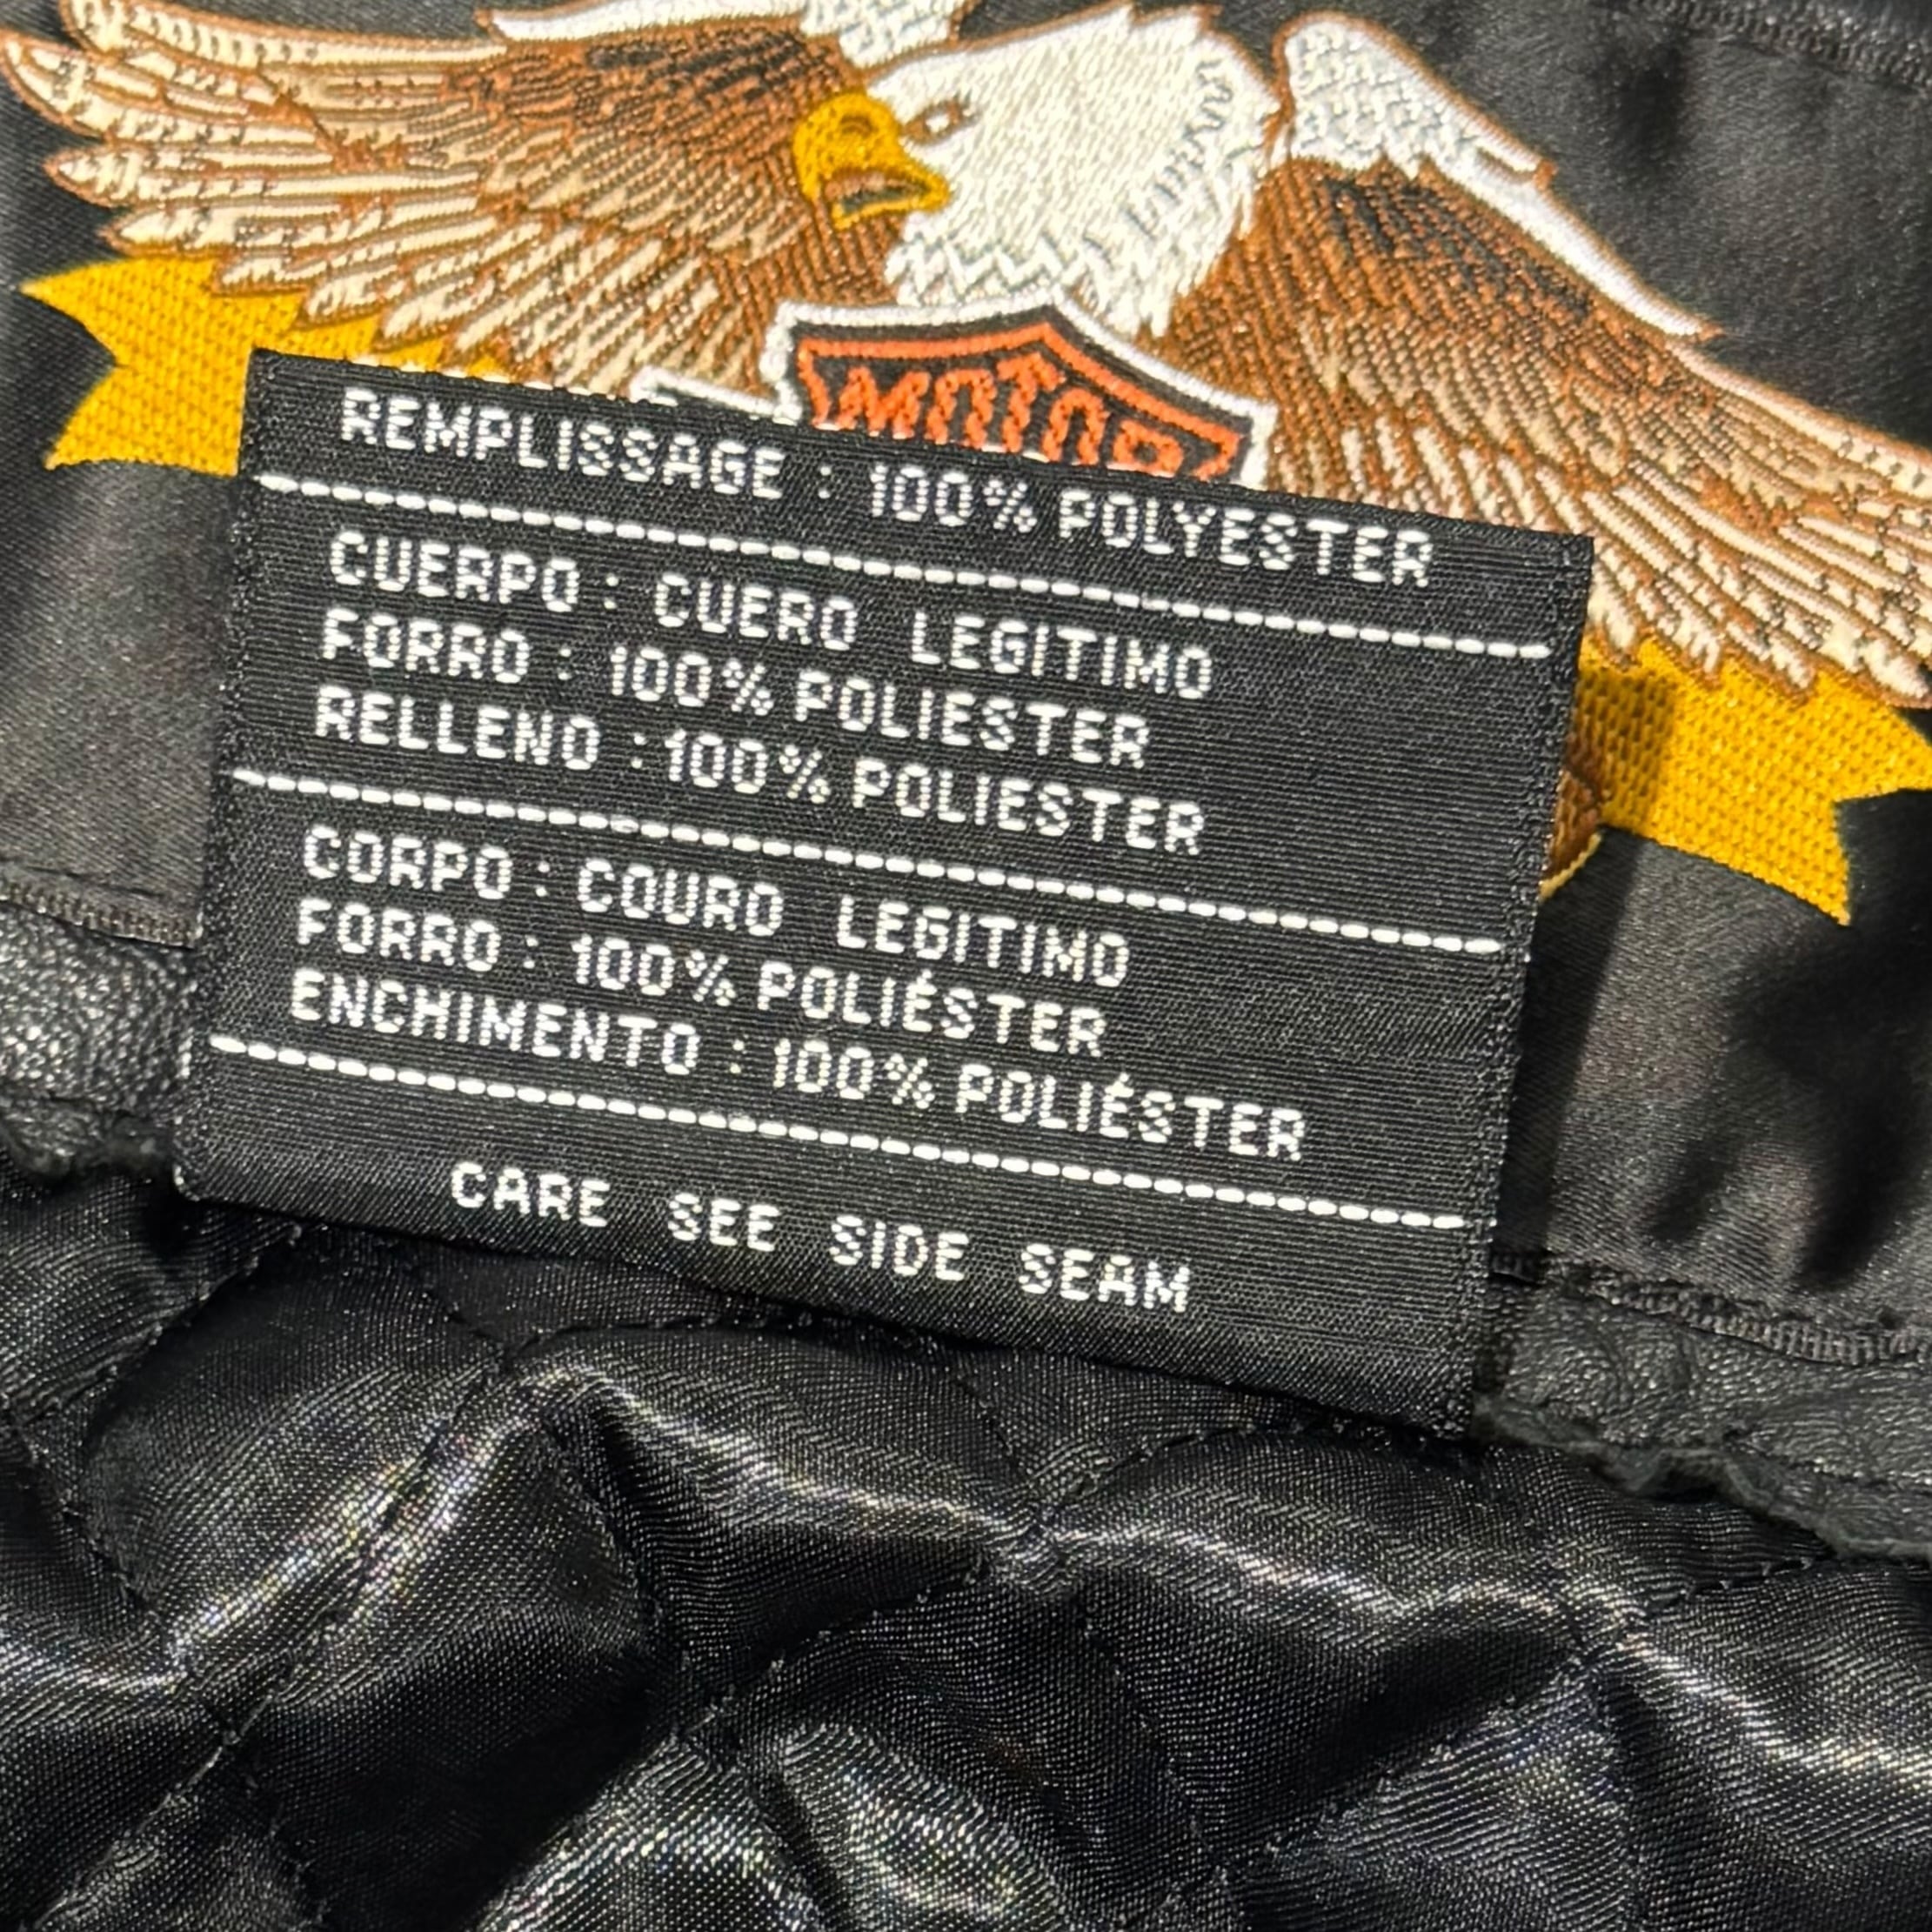 MOTOR
REMPLISSAGE : 100% POLYESTER
CUERPO : CUERO LEGITIMO
FORRO : 100% POLIESTER
RELLENO : 100% POLIESTER
CORPO : COURO LEGITIMO
FORRO : 100% POLIÉSTER
ENCHIMENTO : 100% POLIÉSTER
CARE SEE SIDE SEAM